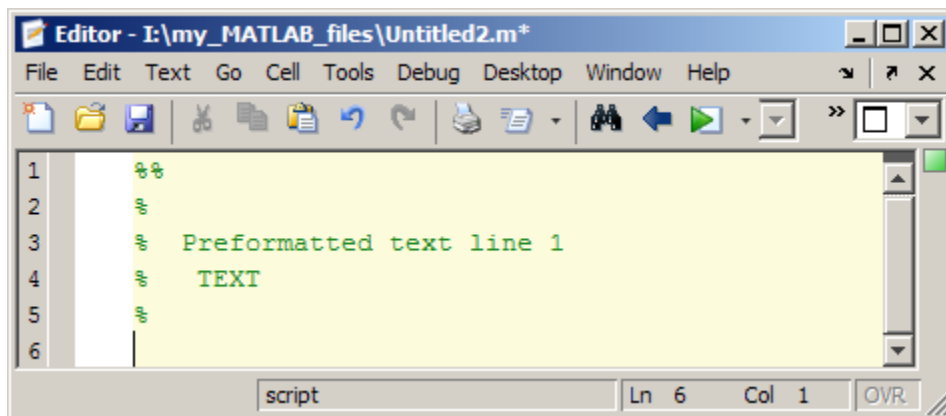 Editor - I:\my_MATLAB_files\Untitled2.m*
File Edit Text Go Cell Tools Debug Desktop Window Help
»
1 %%
2 %
3 %  Preformatted text line 1
4 %   TEXT
5 %
6
script Ln 6 Col 1 OVR